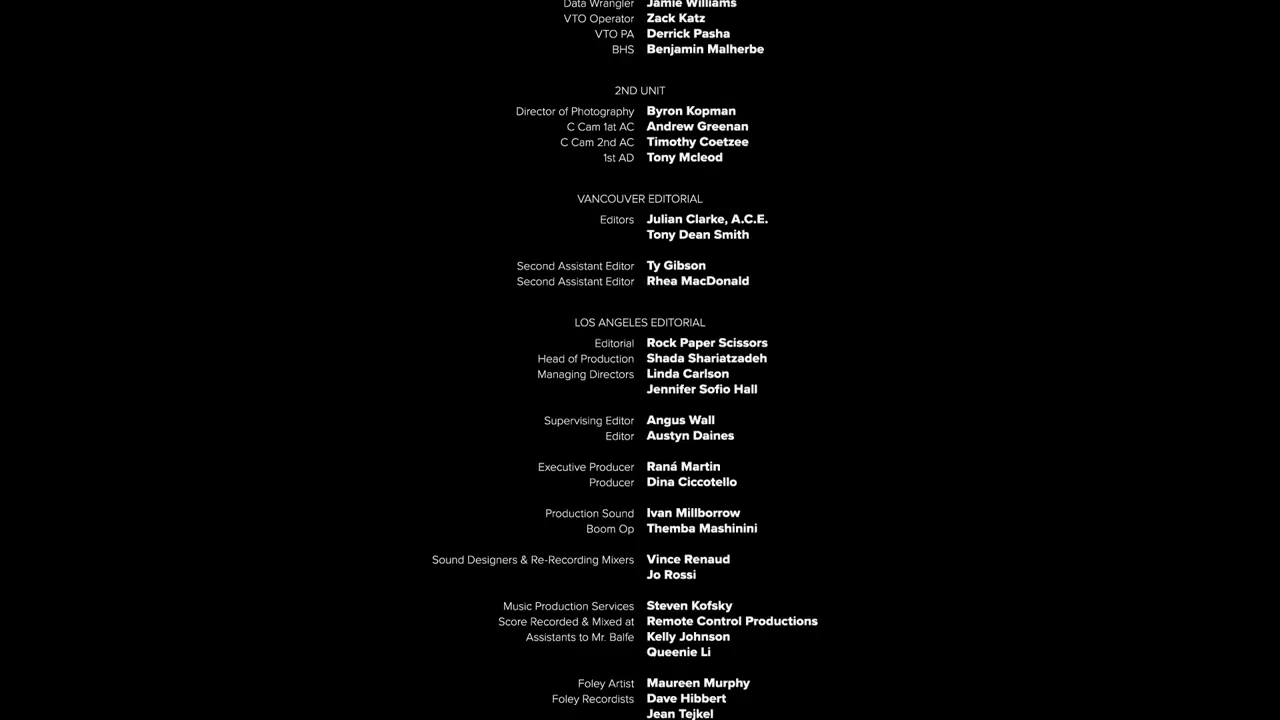 Data Wrangler Jamie Williams
VTO Operator Zack Katz
VTO PA Derrick Pasha
BHS Benjamin Malherbe
2ND UNIT
Director of Photography Byron Kopman
C Cam 1at AC Andrew Greenan
C Cam 2nd AC Timothy Coetzee
1st AD Tony Mcleod
VANCOUVER EDITORIAL
Editors Julian Clarke, A.C.E.
Tony Dean Smith
Second Assistant Editor Ty Gibson
Second Assistant Editor Rhea MacDonald
LOS ANGELES EDITORIAL
Editorial Rock Paper Scissors
Head of Production Shada Shariatzadeh
Managing Directors Linda Carlson
Jennifer Sofio Hall
Supervising Editor Angus Wall
Editor Austyn Daines
Executive Producer Raná Martin
Producer Dina Ciccotello
Production Sound Ivan Millborrow
Boom Op Themba Mashinini
Sound Designers & Re-Recording Mixers Vince Renaud
Jo Rossi
Music Production Services Steven Kofsky
Score Recorded & Mixed at Remote Control Productions
Assistants to Mr. Balfe Kelly Johnson
Queenie Li
Foley Artist Maureen Murphy
Foley Recordists Dave Hibbert
Jean Tejkel